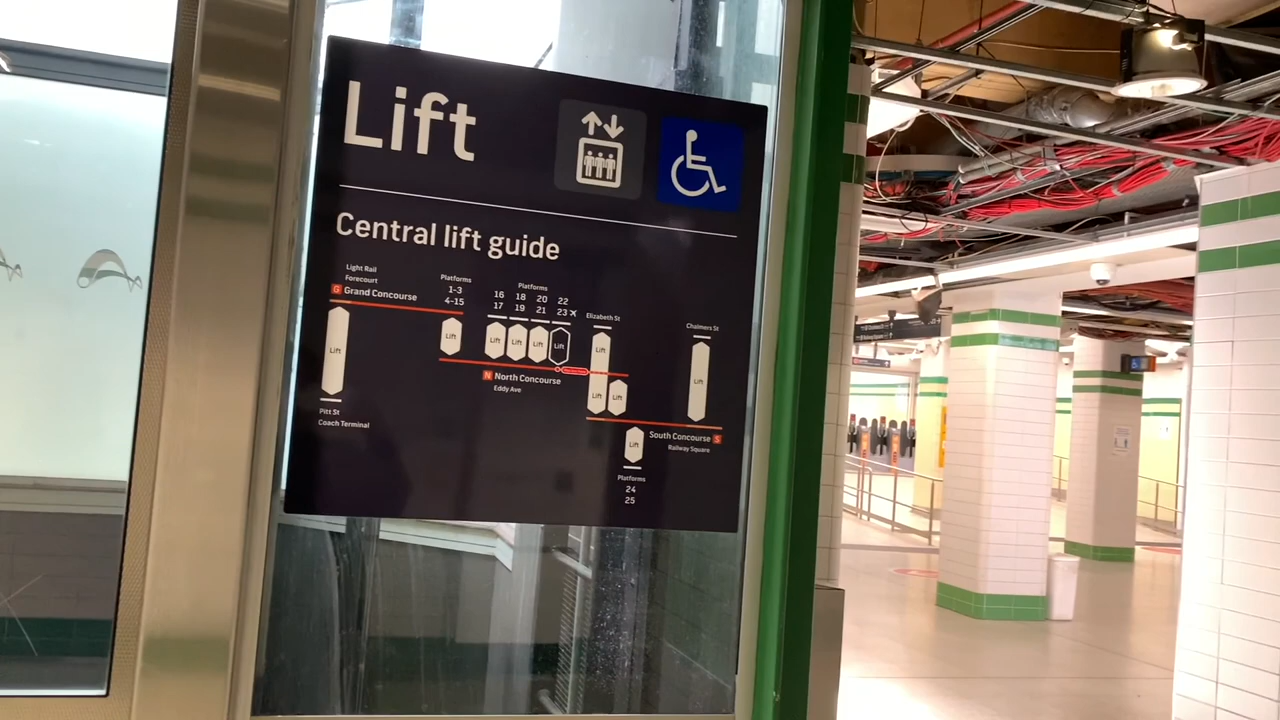 Lift
Central lift guide
Light Rail
Forecourt
G Grand Concourse
Platforms
1-3
4-15
Platforms
16 18 20 22
17 19 21 23
Elizabeth St
Chalmers St
Lift
Lift
Lift Lift Lift Lift
Lift
Lift
Lift Lift
N North Concourse
Eddy Ave
Pitt St
Coach Terminal
Lift
South Concourse S
Railway Square
Platforms
24
25